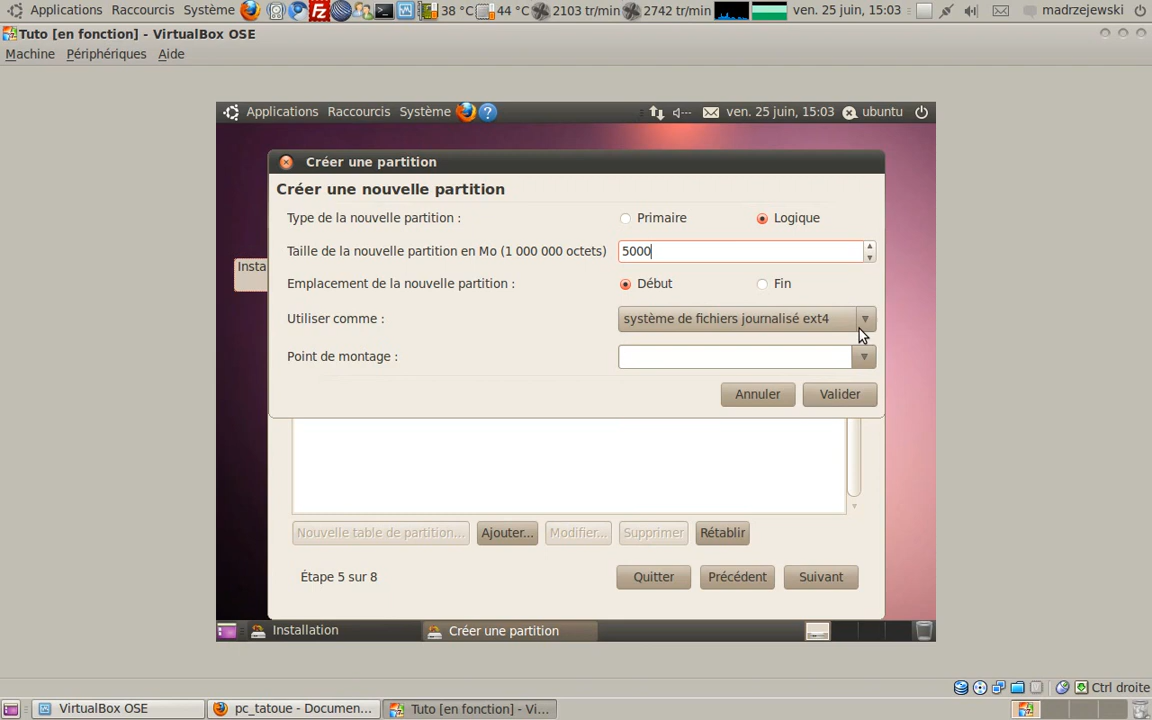 Applications Raccourcis Système 38 °C 44 °C 2103 tr/min 2742 tr/min ven. 25 juin, 15:03 madrzejewski
Tuto [en fonction] - VirtualBox OSE
Machine Périphériques Aide
Applications Raccourcis Système ? ven. 25 juin, 15:03 ubuntu
Créer une partition
Créer une nouvelle partition
Type de la nouvelle partition : Primaire Logique
Taille de la nouvelle partition en Mo (1 000 000 octets) 5000
Insta
Emplacement de la nouvelle partition : Début Fin
Utiliser comme : système de fichiers journalisé ext4
Point de montage :
Annuler Valider
Nouvelle table de partition... Ajouter... Modifier... Supprimer Rétablir
Étape 5 sur 8 Quitter Précédent Suivant
Installation Créer une partition
Ctrl droite
VirtualBox OSE pc_tatoue - Documen... Tuto [en fonction] - Vi...